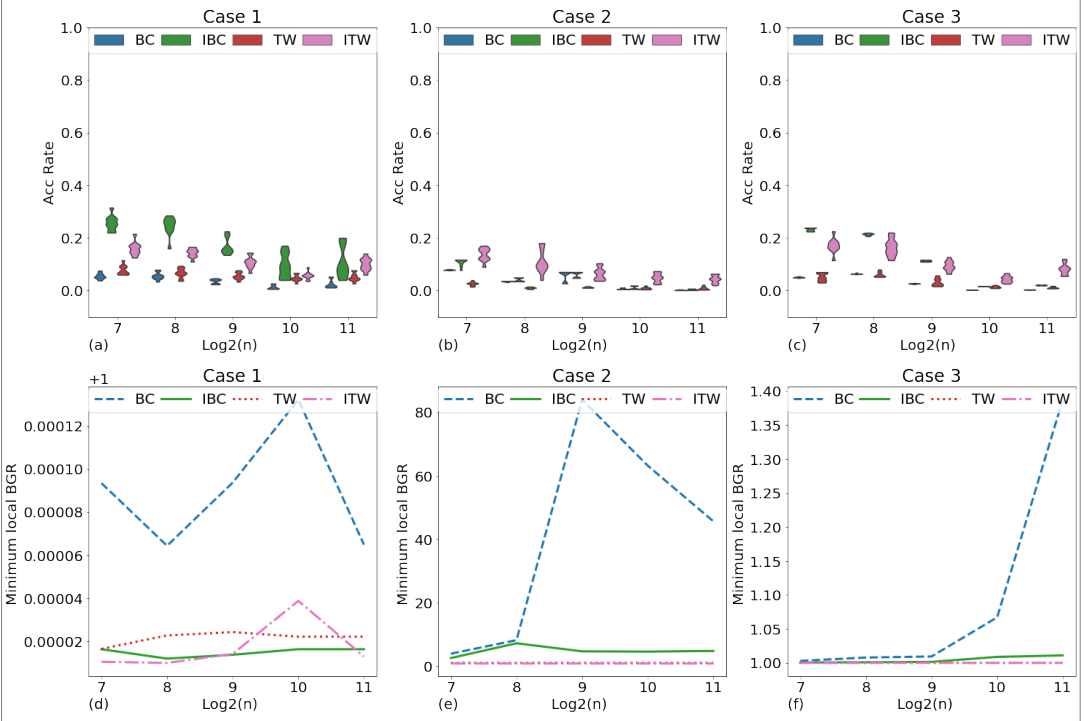 Case 1
1.0
BC IBC TW ITW
0.8
0.6
0.4
0.2
0.0
Acc Rate
7 8 9 10 11
(a) Log2(n)
Case 2
1.0
BC IBC TW ITW
0.8
0.6
0.4
0.2
0.0
Acc Rate
7 8 9 10 11
(b) Log2(n)
Case 3
1.0
BC IBC TW ITW
0.8
0.6
0.4
0.2
0.0
Acc Rate
7 8 9 10 11
(c) Log2(n)
Case 1
+1
BC IBC TW ITW
0.00012
0.00010
0.00008
0.00006
0.00004
0.00002
Minimum local BGR
7 8 9 10 11
(d) Log2(n)
Case 2
BC IBC TW ITW
80
60
40
20
0
Minimum local BGR
7 8 9 10 11
(e) Log2(n)
Case 3
1.40
BC IBC TW ITW
1.35
1.30
1.25
1.20
1.15
1.10
1.05
1.00
Minimum local BGR
7 8 9 10 11
(f) Log2(n)